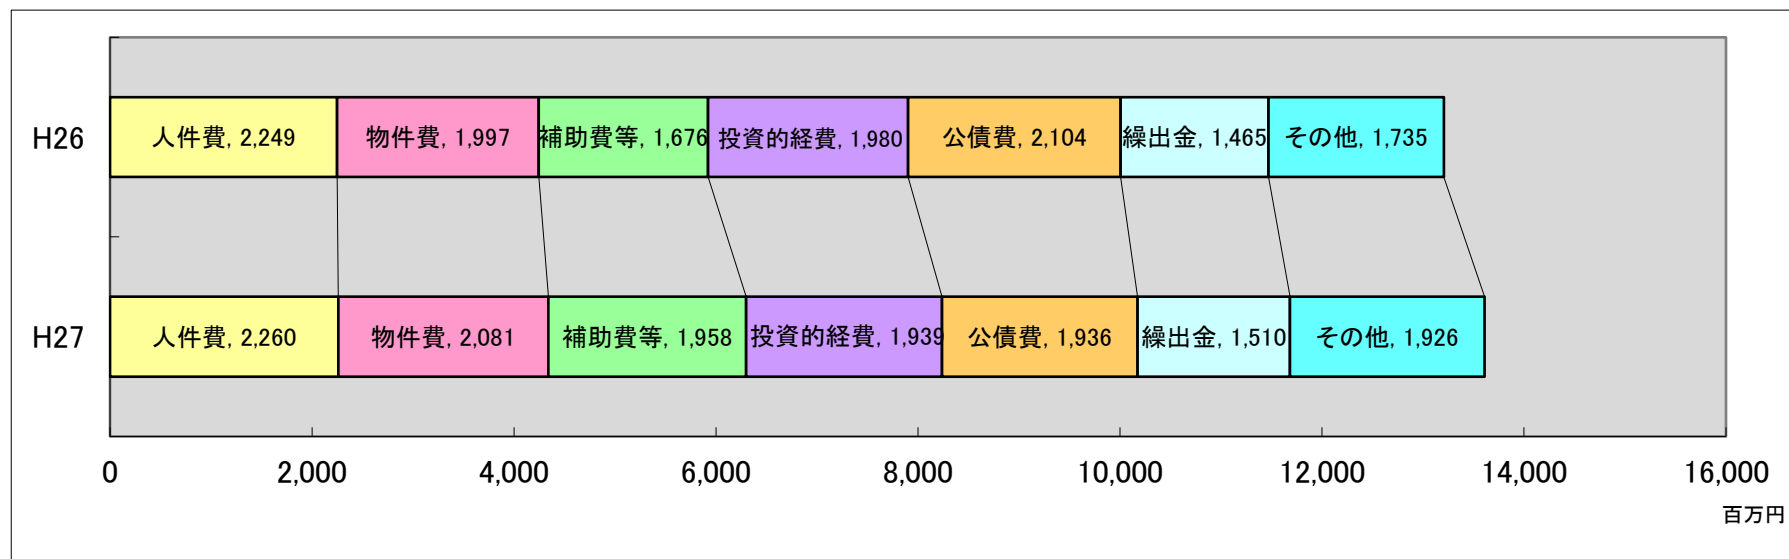 H26 人件費, 2,249 物件費, 1,997 補助費等, 1,676 投資的経費, 1,980 公債費, 2,104 繰出金, 1,465 その他, 1,735
H27 人件費, 2,260 物件費, 2,081 補助費等, 1,958 投資的経費, 1,939 公債費, 1,936 繰出金, 1,510 その他, 1,926
0 2,000 4,000 6,000 8,000 10,000 12,000 14,000 16,000
百万円